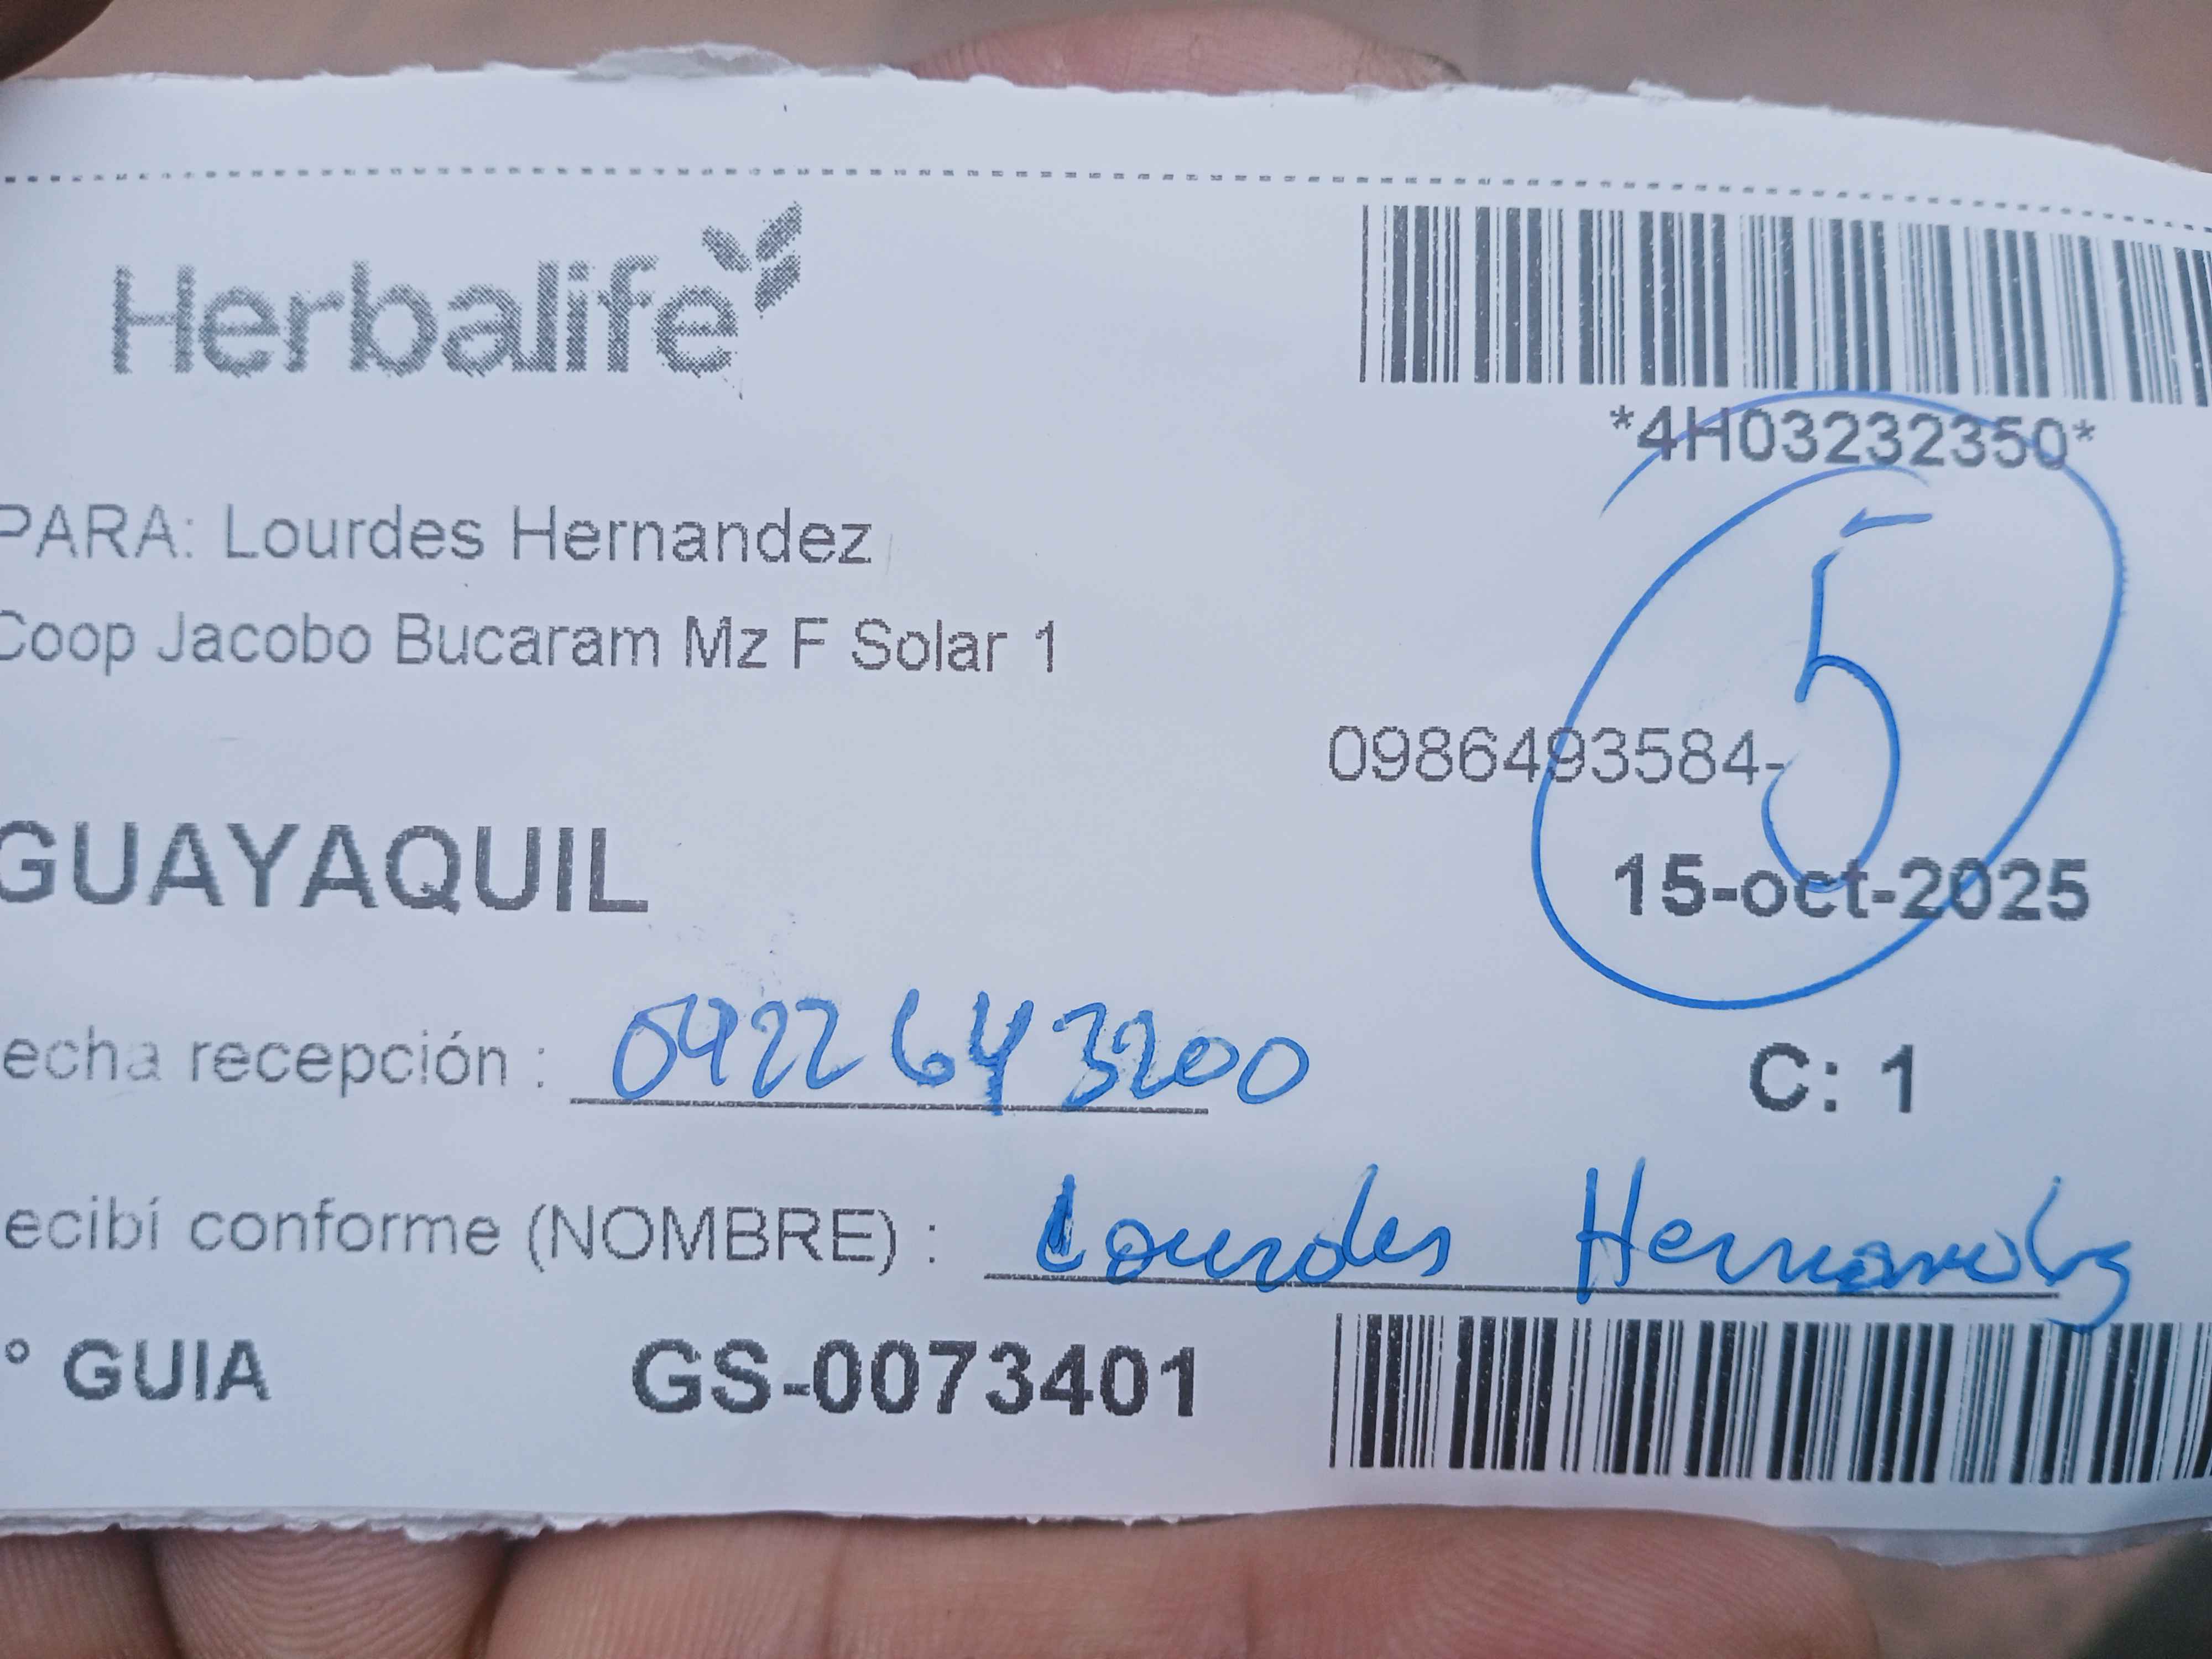 Herbalife
*4H03232350*
PARA: Lourdes Hernandez
Coop Jacobo Bucaram Mz F Solar 1
5
0986493584-
GUAYAQUIL
15-oct-2025
echa recepción : 0922643200
C: 1
ecibí conforme (NOMBRE) : Lourdes Hernandez
° GUIA GS-0073401